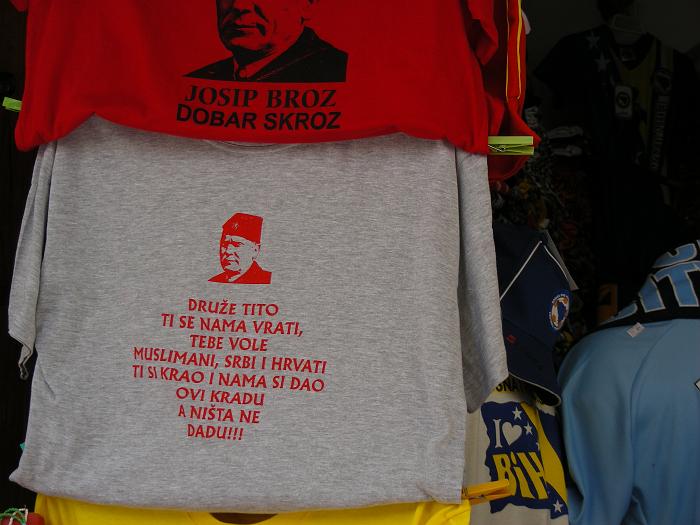 JOSIP BROZ
DOBAR SKROZ
DRUŽE TITO
TI SE NAMA VRATI,
TEBE VOLE
MUSLIMANI, SRBI I HRVATI
TI SI KRAO I NAMA SI DAO
OVI KRADU
A NIŠTA NE
DADU!!!
I
BiH